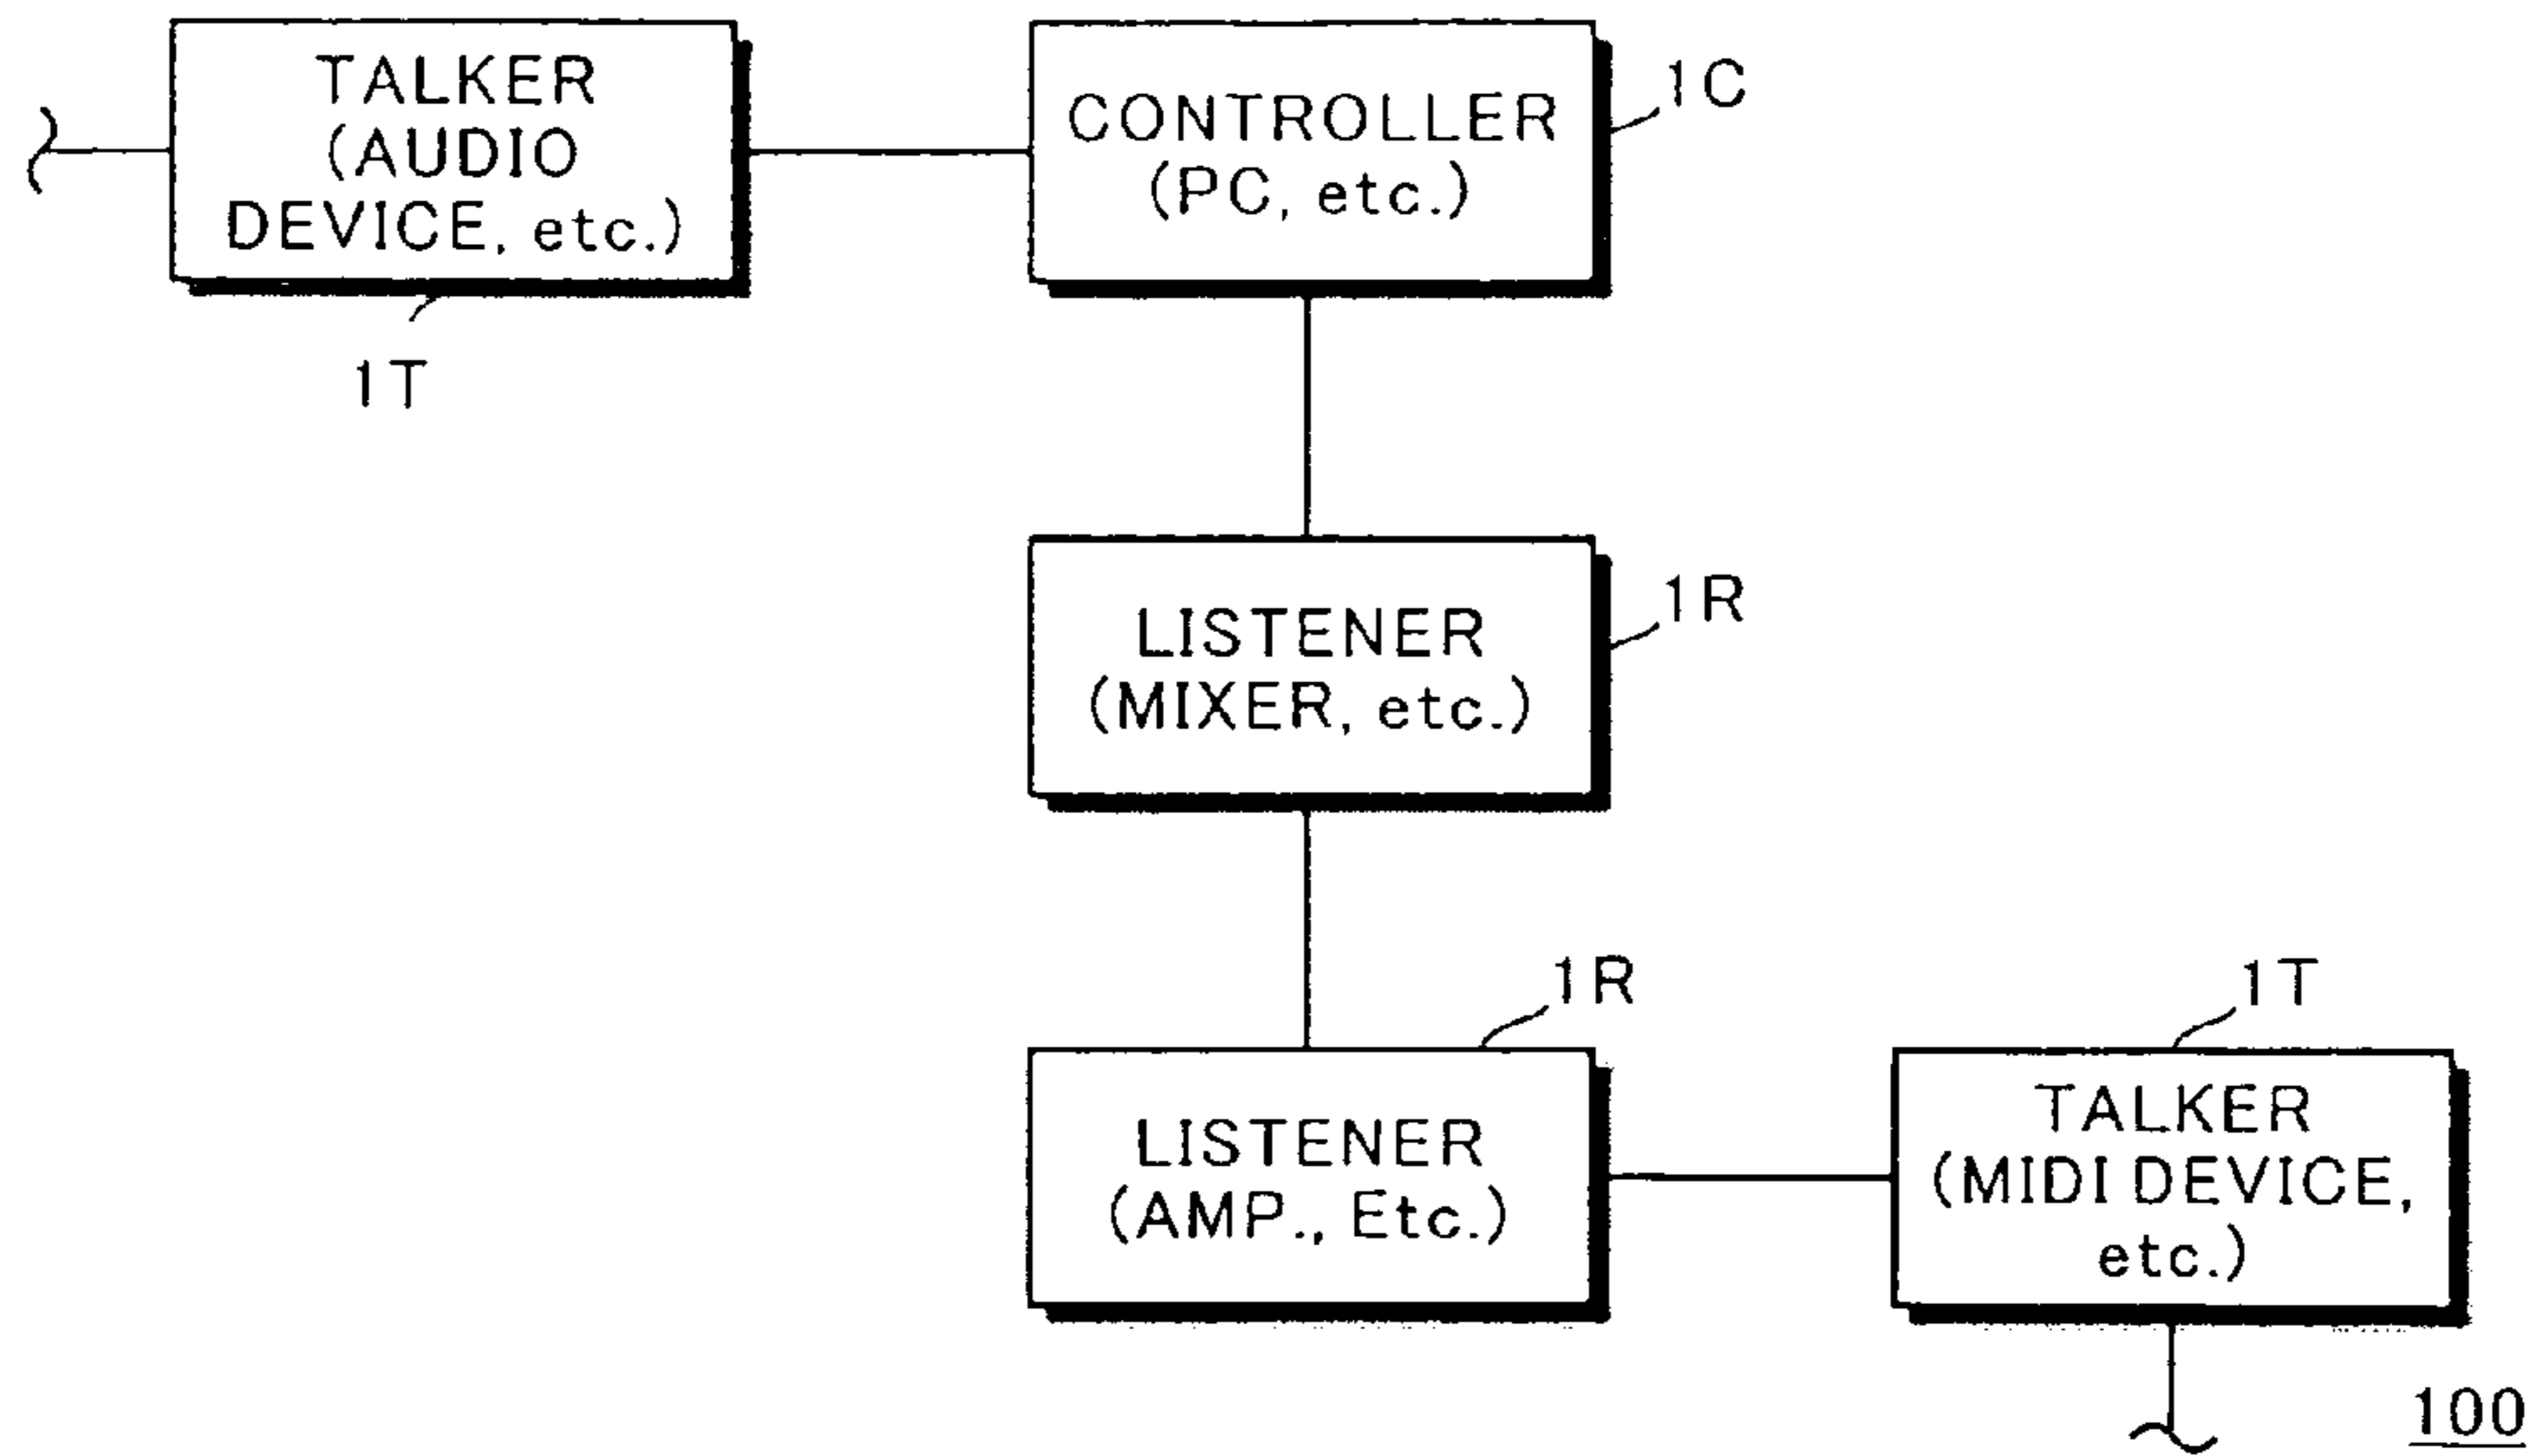 TALKER
(AUDIO
DEVICE, etc.)
1T
CONTROLLER
(PC, etc.)
1C
LISTENER
(MIXER, etc.)
1R
LISTENER
(AMP., Etc.)
1R
TALKER
(MIDI DEVICE,
etc.)
1T
100